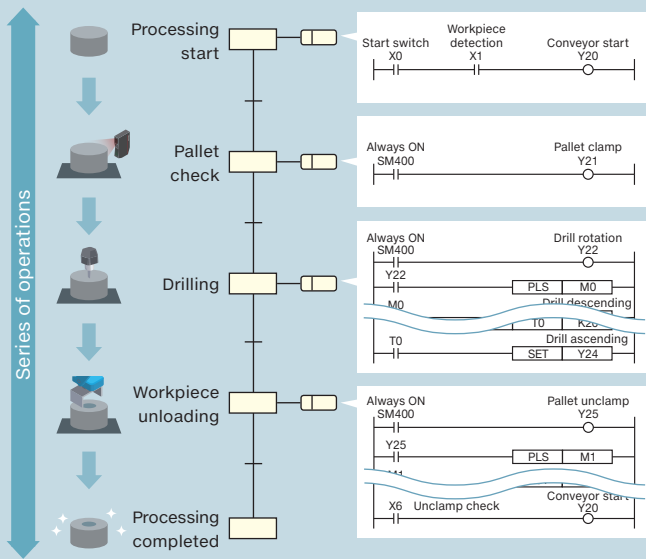 Series of operations
Processing
start
Start switch
X0
Workpiece
detection
X1
Conveyor start
Y20
Pallet
check
Always ON
SM400
Pallet clamp
Y21
Drilling
Always ON
SM400
Drill rotation
Y22
Y22
PLS M0
M0
Drill descending
T0
Drill ascending
T0
SET Y24
Workpiece
unloading
Always ON
SM400
Pallet unclamp
Y25
Y25
PLS M1
M1
Conveyor start
X6 Unclamp check Y20
Processing
completed